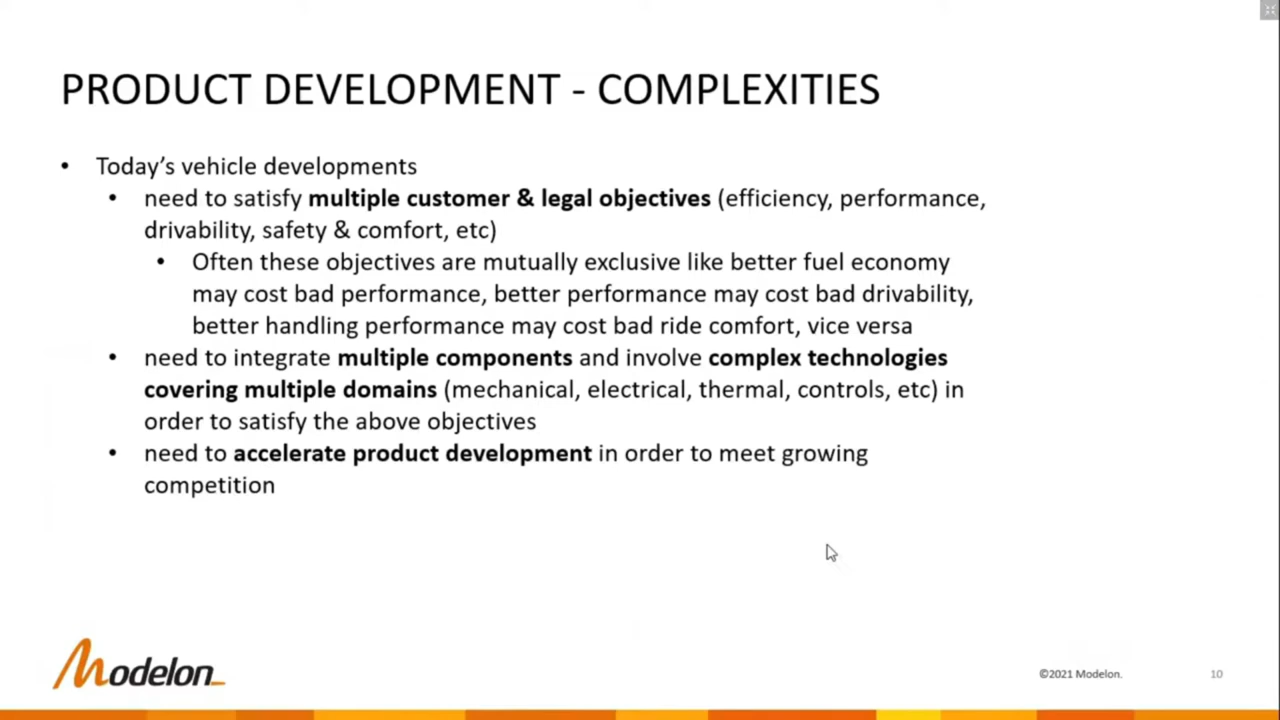 PRODUCT DEVELOPMENT - COMPLEXITIES
• Today's vehicle developments
• need to satisfy multiple customer & legal objectives (efficiency, performance,
drivability, safety & comfort, etc)
• Often these objectives are mutually exclusive like better fuel economy
may cost bad performance, better performance may cost bad drivability,
better handling performance may cost bad ride comfort, vice versa
• need to integrate multiple components and involve complex technologies
covering multiple domains (mechanical, electrical, thermal, controls, etc) in
order to satisfy the above objectives
• need to accelerate product development in order to meet growing
competition
Modelon
©2021 Modelon.
10